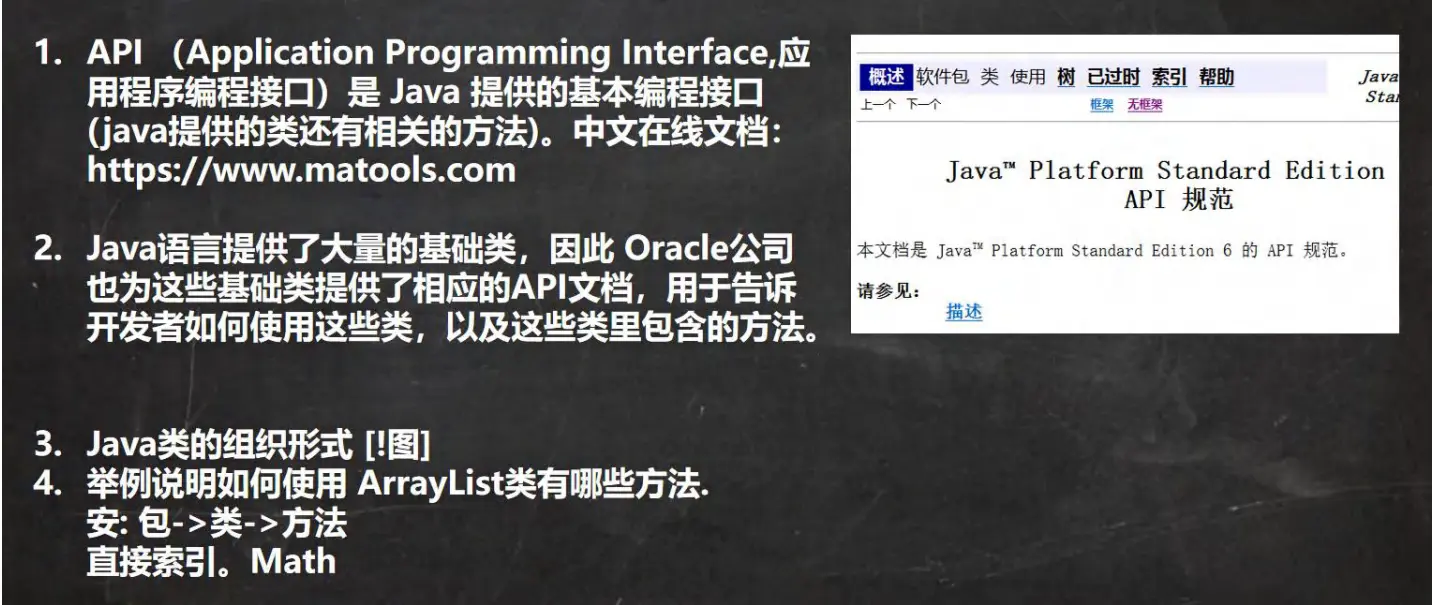 1. API （Application Programming Interface,应
用程序编程接口）是 Java 提供的基本编程接口
(java提供的类还有相关的方法)。中文在线文档：
https://www.matools.com
2. Java语言提供了大量的基础类，因此 Oracle公司
也为这些基础类提供了相应的API文档，用于告诉
开发者如何使用这些类，以及这些类里包含的方法。
3. Java类的组织形式 [!图]
4. 举例说明如何使用 ArrayList类有哪些方法.
安: 包->类->方法
直接索引。Math
概述 软件包 类 使用 树 已过时 索引 帮助
Java
Star
上一个 下一个 框架 无框架
Java™ Platform Standard Edition
API 规范
本文档是 Java™ Platform Standard Edition 6 的 API 规范。
请参见：
描述